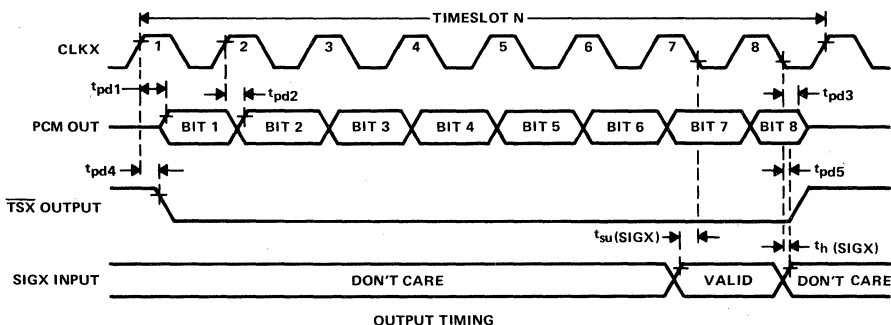 TIMESLOT N
CLKX
1 2 3 4 5 6 7 8
tpd1
tpd2
tpd3
PCM OUT
BIT 1 BIT 2 BIT 3 BIT 4 BIT 5 BIT 6 BIT 7 BIT 8
tpd4
tpd5
TSX OUTPUT
tsu(SIGX)
th (SIGX)
SIGX INPUT
DON'T CARE VALID DON'T CARE
OUTPUT TIMING